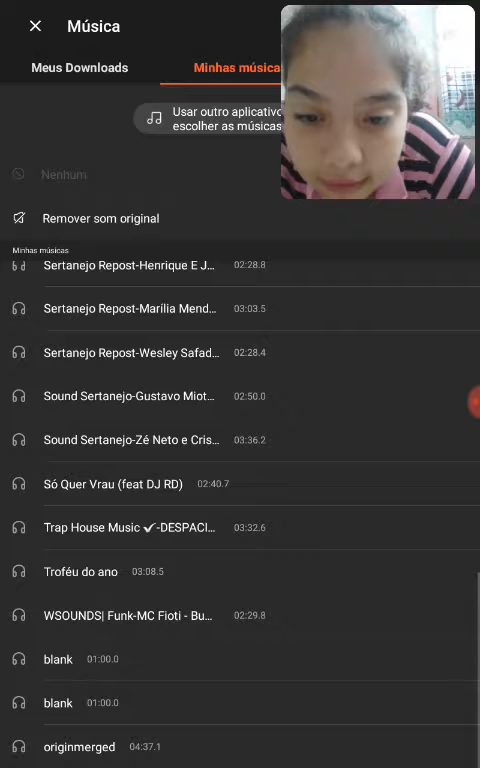 Música
Meus Downloads Minhas música
Usar outro aplicativo
escolher as músicas
Nenhum
Remover som original
Minhas músicas
Sertanejo Repost-Henrique E J... 02:28.8
Sertanejo Repost-Marília Mend... 03:03.5
Sertanejo Repost-Wesley Safad... 02:28.4
Sound Sertanejo-Gustavo Miot... 02:50.0
Sound Sertanejo-Zé Neto e Cris... 03:36.2
Só Quer Vrau (feat DJ RD) 02:40.7
Trap House Music ✔-DESPACI... 03:32.6
Troféu do ano 03:08.5
WSOUNDS| Funk-MC Fioti - Bu... 02:29.8
blank 01:00.0
blank 01:00.0
originmerged 04:37.1